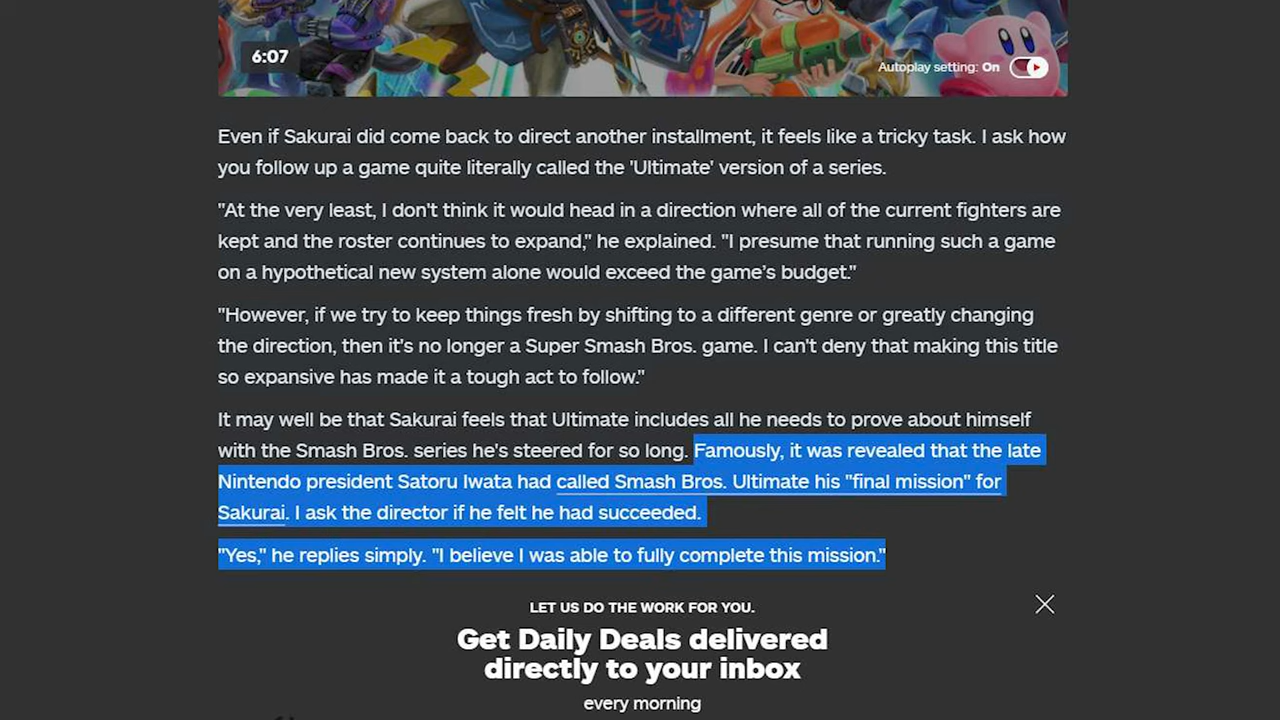 6:07
Autoplay setting: On
Even if Sakurai did come back to direct another installment, it feels like a tricky task. I ask how
you follow up a game quite literally called the 'Ultimate' version of a series.
"At the very least, I don't think it would head in a direction where all of the current fighters are
kept and the roster continues to expand," he explained. "I presume that running such a game
on a hypothetical new system alone would exceed the game’s budget."
"However, if we try to keep things fresh by shifting to a different genre or greatly changing
the direction, then it's no longer a Super Smash Bros. game. I can't deny that making this title
so expansive has made it a tough act to follow."
It may well be that Sakurai feels that Ultimate includes all he needs to prove about himself
with the Smash Bros. series he's steered for so long. Famously, it was revealed that the late
Nintendo president Satoru Iwata had called Smash Bros. Ultimate his "final mission" for
Sakurai. I ask the director if he felt he had succeeded.
"Yes," he replies simply. "I believe I was able to fully complete this mission."
LET US DO THE WORK FOR YOU.
Get Daily Deals delivered
directly to your inbox
every morning